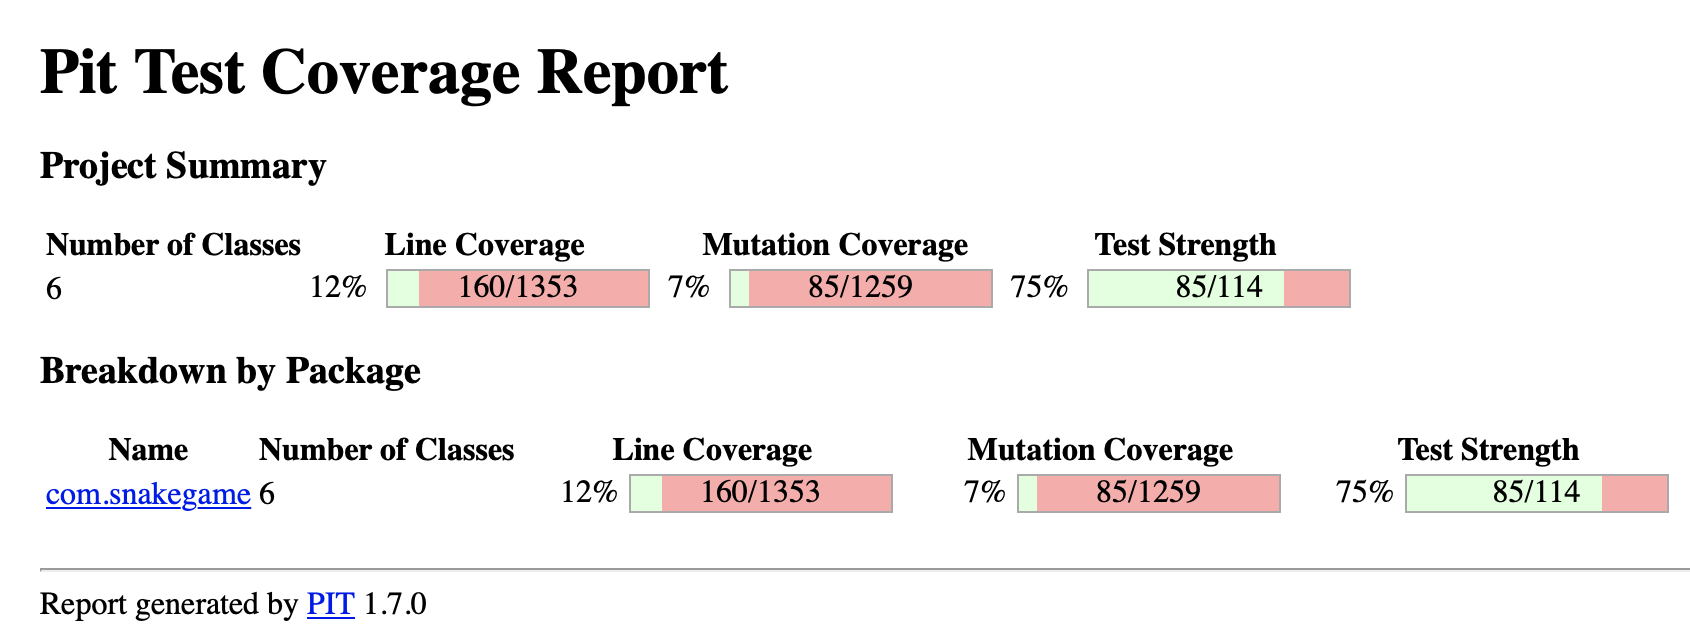 Pit Test Coverage Report
Project Summary
Number of Classes Line Coverage Mutation Coverage Test Strength
6 12% 160/1353 7% 85/1259 75% 85/114
Breakdown by Package
Name Number of Classes Line Coverage Mutation Coverage Test Strength
com.snakegame 6 12% 160/1353 7% 85/1259 75% 85/114
Report generated by PIT 1.7.0